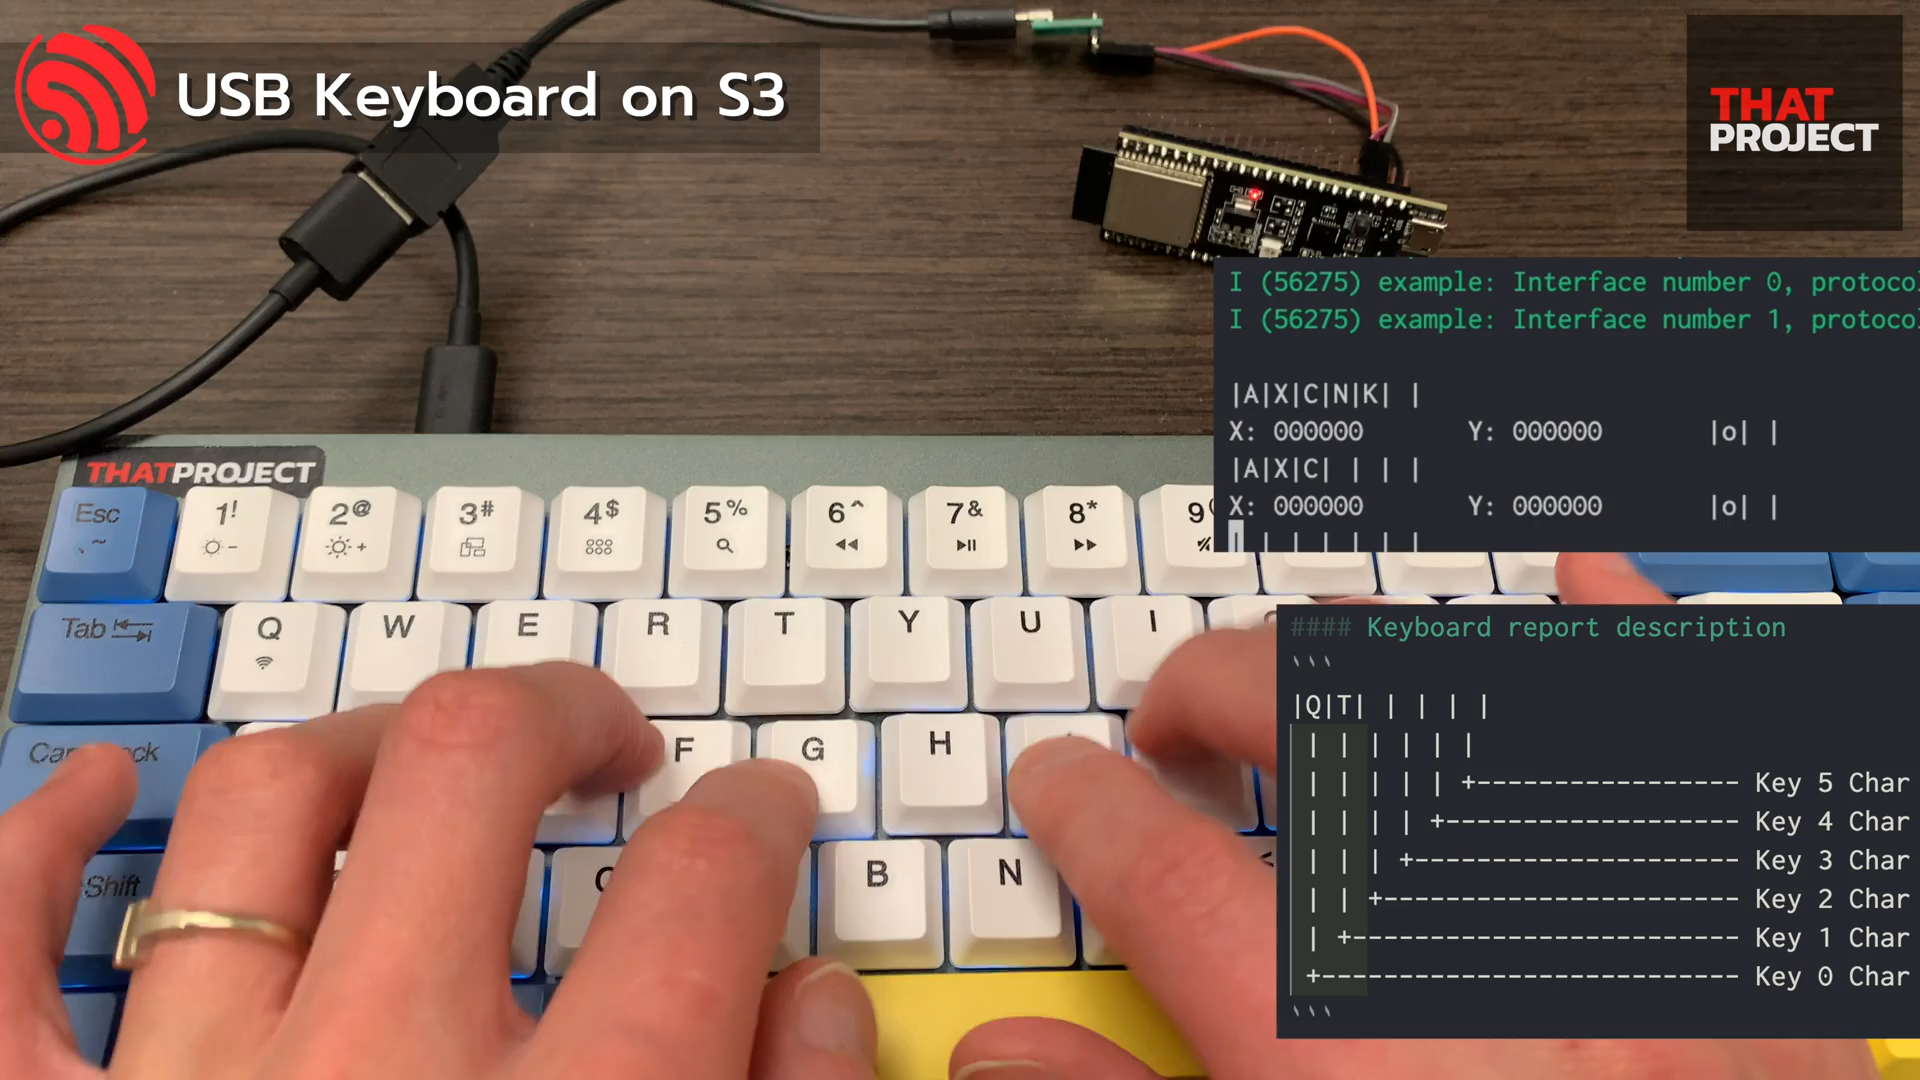 USB Keyboard on S3
THAT
PROJECT
I (56275) example: Interface number 0, protocol
I (56275) example: Interface number 1, protocol
|A|X|C|N|K| |
X: 000000 Y: 000000 |o| |
|A|X|C| | | |
X: 000000 Y: 000000 |o| |
| | | | | | |
THATPROJECT
Esc
` ~
1!
2@
3#
4$
5%
6^
7&
8*
9(
Tab
Q
W
E
R
T
Y
U
I
F
G
H
Shift
B
N
#### Keyboard report description
```
|Q|T| | | | |
| | | | | |
| | | | | +----------------- Key 5 Char
| | | | +------------------- Key 4 Char
| | | +--------------------- Key 3 Char
| | +----------------------- Key 2 Char
| +------------------------- Key 1 Char
+--------------------------- Key 0 Char
```